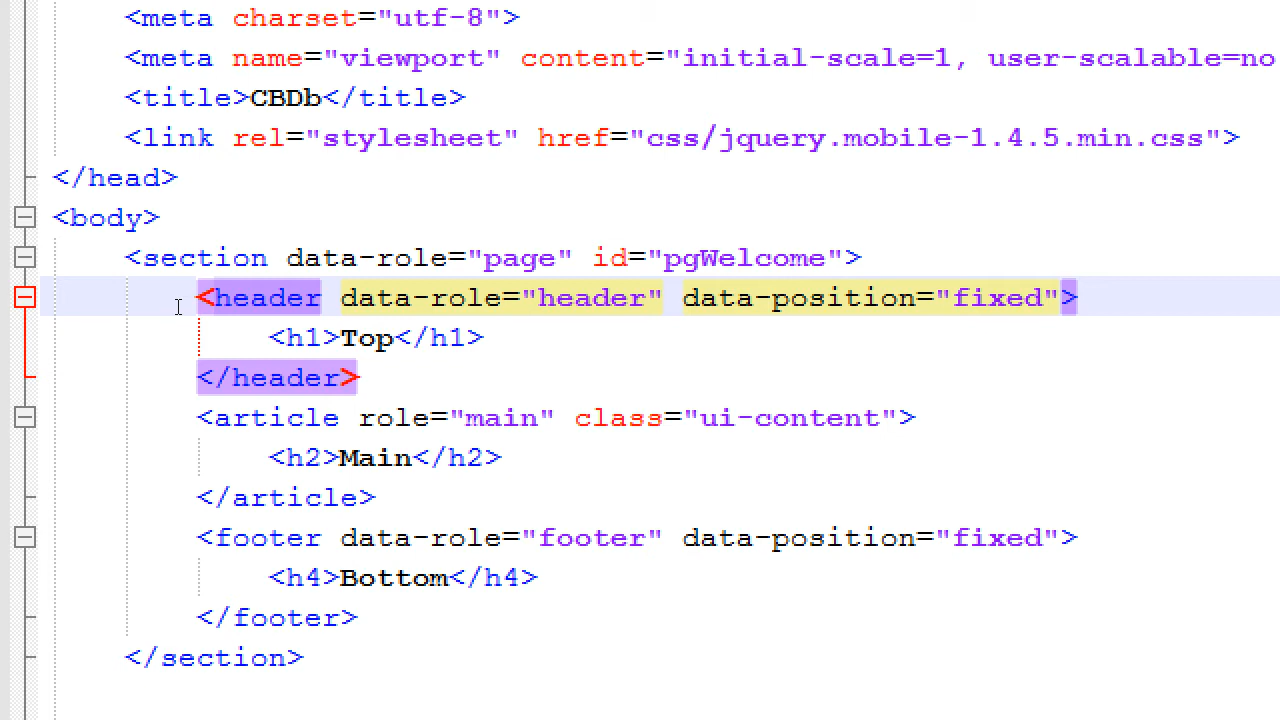 <meta charset="utf-8">
<meta name="viewport" content="initial-scale=1, user-scalable=no
<title>CBDb</title>
<link rel="stylesheet" href="css/jquery.mobile-1.4.5.min.css">
</head>
<body>
<section data-role="page" id="pgWelcome">
<header data-role="header" data-position="fixed">
<h1>Top</h1>
</header>
<article role="main" class="ui-content">
<h2>Main</h2>
</article>
<footer data-role="footer" data-position="fixed">
<h4>Bottom</h4>
</footer>
</section>